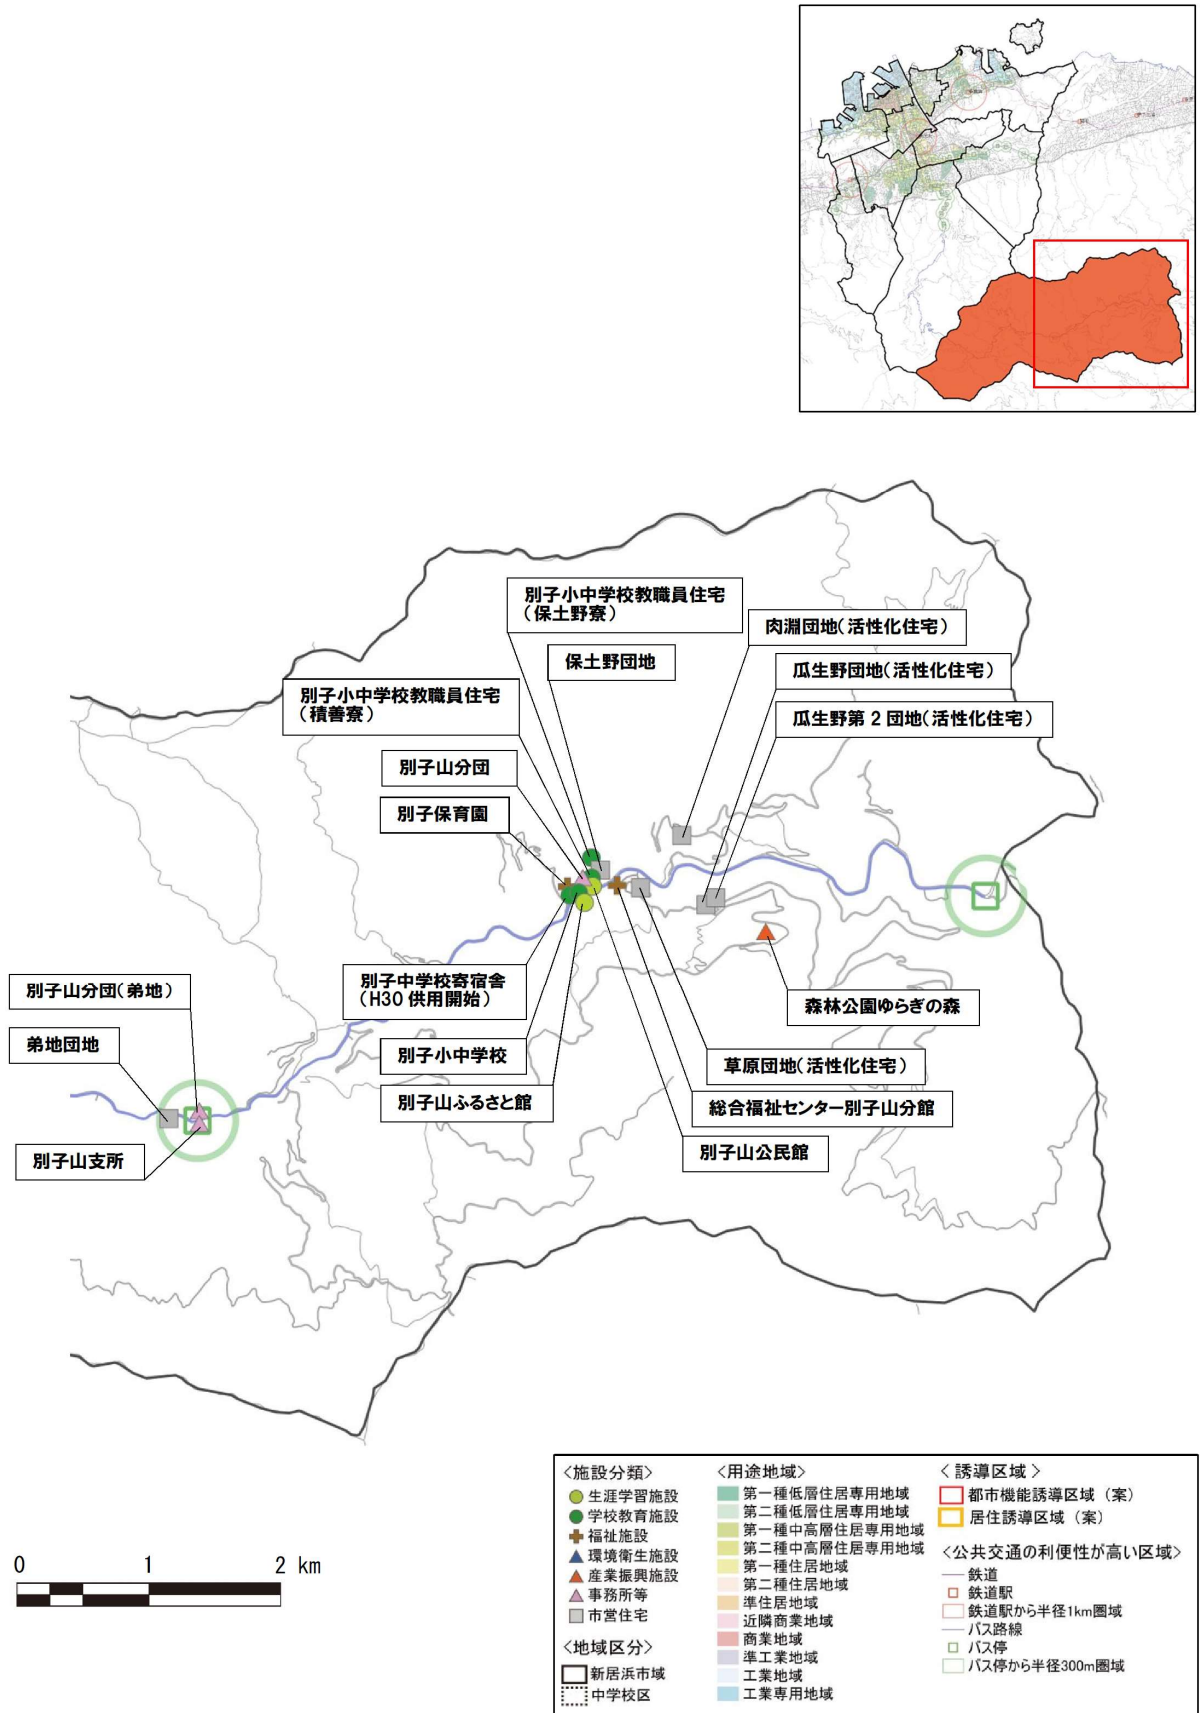 別子小中学校教職員住宅
(保土野寮)
肉淵団地(活性化住宅)
保土野団地
瓜生野団地(活性化住宅)
別子小中学校教職員住宅
(積善寮)
瓜生野第2団地(活性化住宅)
別子山分団
別子保育園
別子中学校寄宿舎
(H30供用開始)
別子山分団(弟地)
森林公園ゆらぎの森
弟地団地
別子小中学校
草原団地(活性化住宅)
別子山ふるさと館
総合福祉センター別子山分館
別子山支所
別子山公民館
0 1 2 km
<施設分類>
生涯学習施設
学校教育施設
福祉施設
環境衛生施設
産業振興施設
事務所等
市営住宅
<地域区分>
新居浜市域
中学校区
<用途地域>
第一種低層住居専用地域
第二種低層住居専用地域
第一種中高層住居専用地域
第二種中高層住居専用地域
第一種住居地域
第二種住居地域
準住居地域
近隣商業地域
商業地域
準工業地域
工業地域
工業専用地域
<誘導区域>
都市機能誘導区域(案)
居住誘導区域(案)
<公共交通の利便性が高い区域>
鉄道
鉄道駅
鉄道駅から半径1km圏域
バス路線
バス停
バス停から半径300m圏域